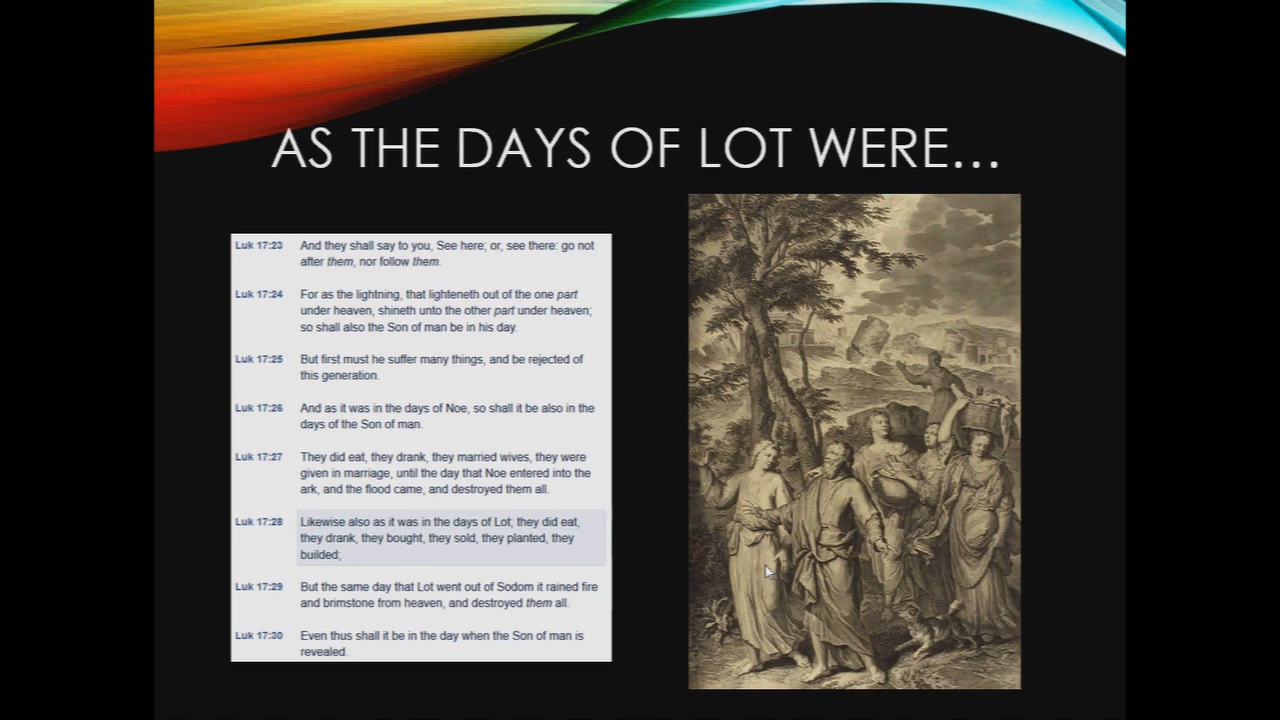 AS THE DAYS OF LOT WERE...
Luk 17:23 And they shall say to you, See here; or, see there: go not
after them, nor follow them.
Luk 17:24 For as the lightning, that lighteneth out of the one part
under heaven, shineth unto the other part under heaven;
so shall also the Son of man be in his day.
Luk 17:25 But first must he suffer many things, and be rejected of
this generation.
Luk 17:26 And as it was in the days of Noe, so shall it be also in the
days of the Son of man.
Luk 17:27 They did eat, they drank, they married wives, they were
given in marriage, until the day that Noe entered into the
ark, and the flood came, and destroyed them all.
Luk 17:28 Likewise also as it was in the days of Lot; they did eat,
they drank, they bought, they sold, they planted, they
builded;
Luk 17:29 But the same day that Lot went out of Sodom it rained fire
and brimstone from heaven, and destroyed them all.
Luk 17:30 Even thus shall it be in the day when the Son of man is
revealed.